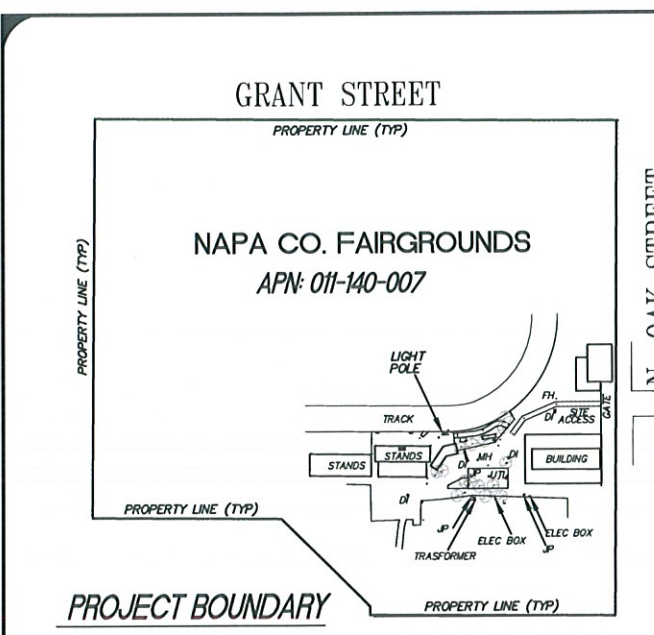 GRANT STREET
PROPERTY LINE (TYP)
N. OAK STREET
PROPERTY LINE (TYP)
NAPA CO. FAIRGROUNDS
APN: 011-140-007
LIGHT
POLE
TRACK
FH.
DI
SITE
ACCESS
GATE
STANDS
STANDS
DI
MH
DI
BUILDING
JP
UTL
DI
PROPERTY LINE (TYP)
JP
ELEC BOX
ELEC BOX
JP
TRASFORMER
PROJECT BOUNDARY
PROPERTY LINE (TYP)